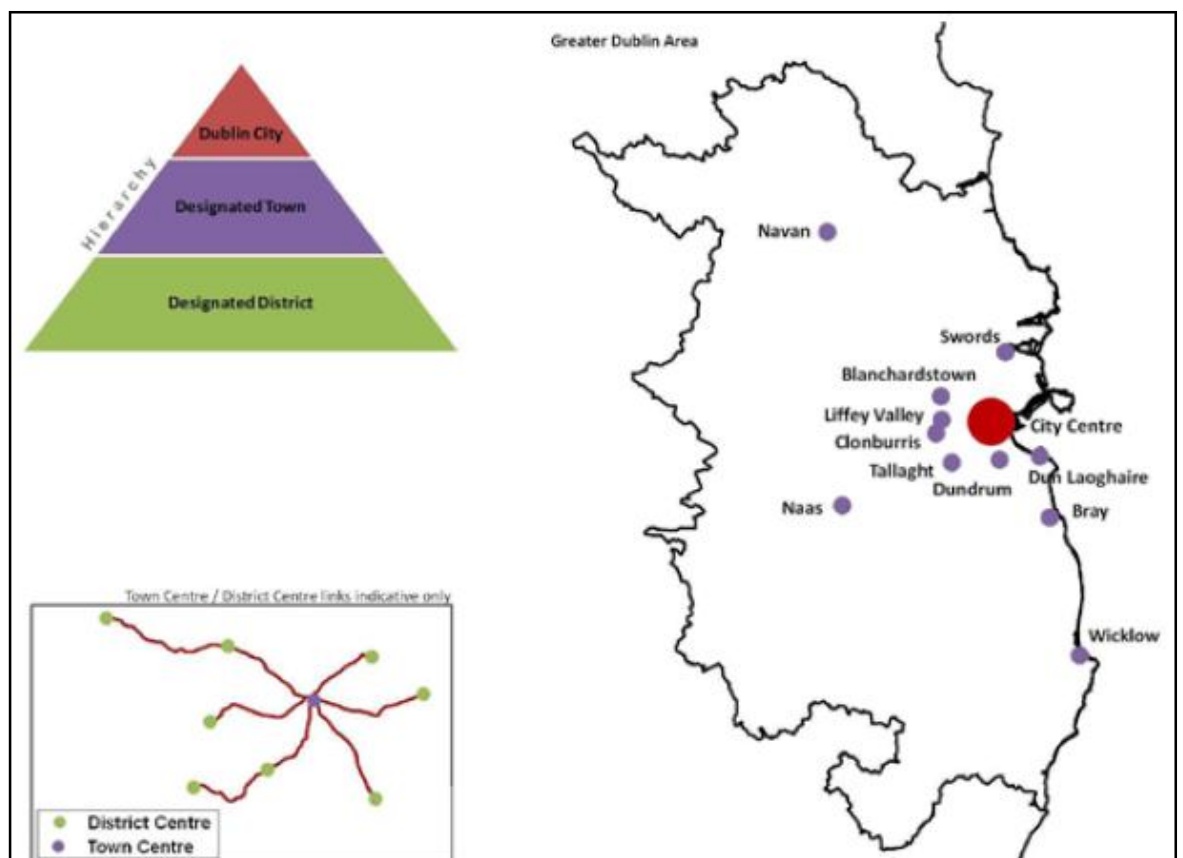 Greater Dublin Area
Dublin City
Designated Town
Designated District
Hierarchy
Navan
Swords
Blanchardstown
Liffey Valley
City Centre
Clonburris
Tallaght
Dun Laoghaire
Dundrum
Naas
Bray
Wicklow
Town Centre / District Centre links indicative only
District Centre
Town Centre